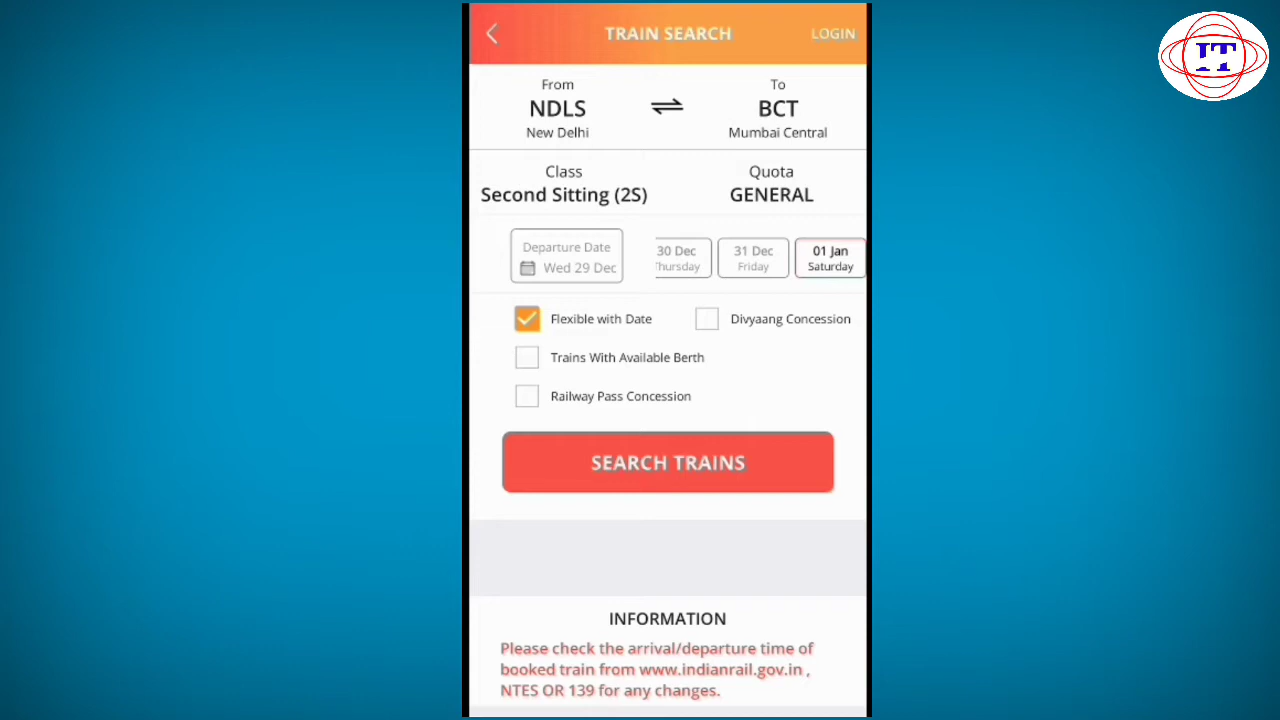 TRAIN SEARCH
LOGIN
IT
From
To
NDLS
BCT
New Delhi
Mumbai Central
Class
Quota
Second Sitting (2S)
GENERAL
Departure Date
Wed 29 Dec
30 Dec
31 Dec
01 Jan
Thursday
Friday
Saturday
Flexible with Date
Divyaang Concession
Trains With Available Berth
Railway Pass Concession
SEARCH TRAINS
INFORMATION
Please check the arrival/departure time of
booked train from www.indianrail.gov.in ,
NTES OR 139 for any changes.